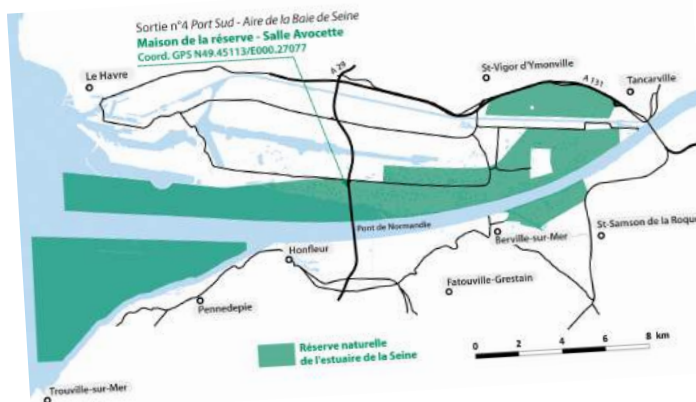 Sortie n°4 Port Sud - Aire de la Baie de Seine
Maison de la réserve - Salle Avocette
Coord. GPS N49.45113/E000.27077
Le Havre
A 29
St-Vigor d'Ymonville
A 131
Tancarville
Pont de Normandie
Honfleur
Berville-sur-Mer
St-Samson de la Roqu
Pennedepie
Fatouville-Grestain
Réserve naturelle
de l'estuaire de la Seine
0 2 4 6 8 km
Trouville-sur-Mer